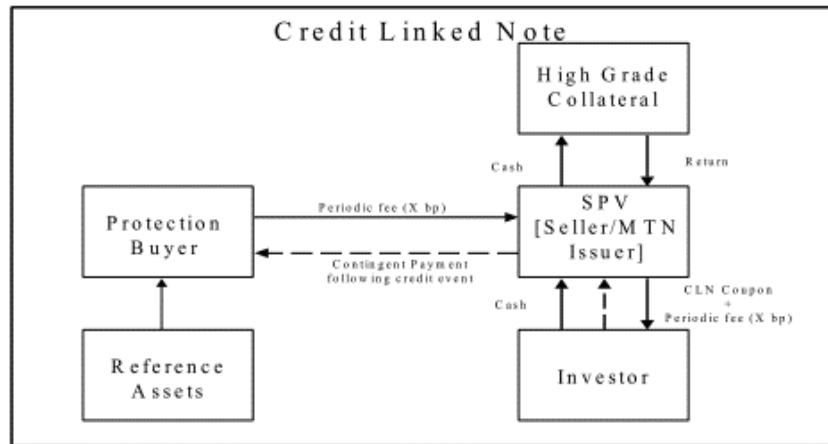 Credit Linked Note
High Grade
Collateral
Cash
Return
Protection
Buyer
Periodic fee (X bp)
SPV
[Seller/MTN
Issuer]
Contingent Payment
following credit event
Cash
CLN Coupon
+
Periodic fee (X bp)
Reference
Assets
Investor